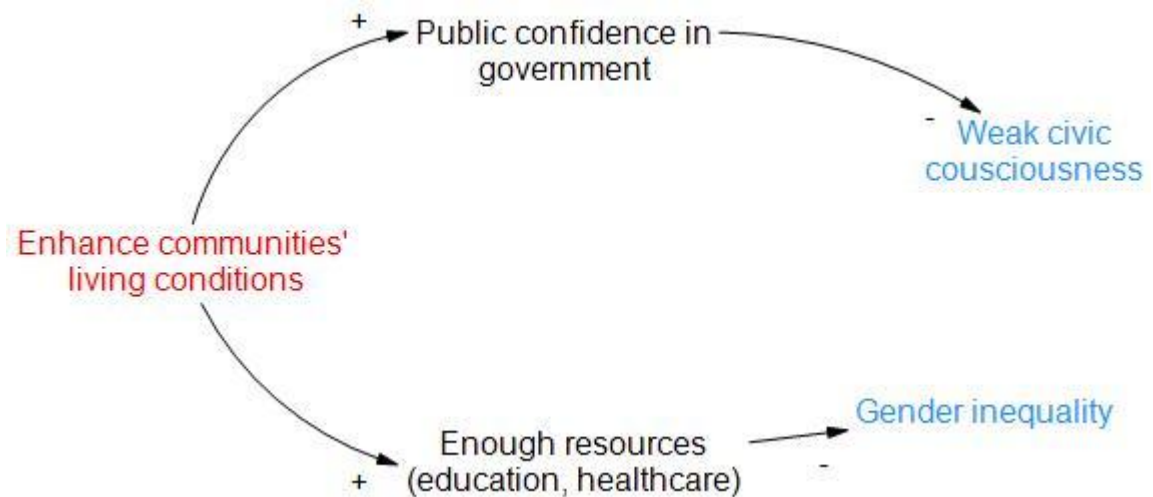 +
Public confidence in
government
-
Weak civic
cousciousness
Enhance communities'
living conditions
Gender inequality
Enough resources
(education, healthcare)
-
+